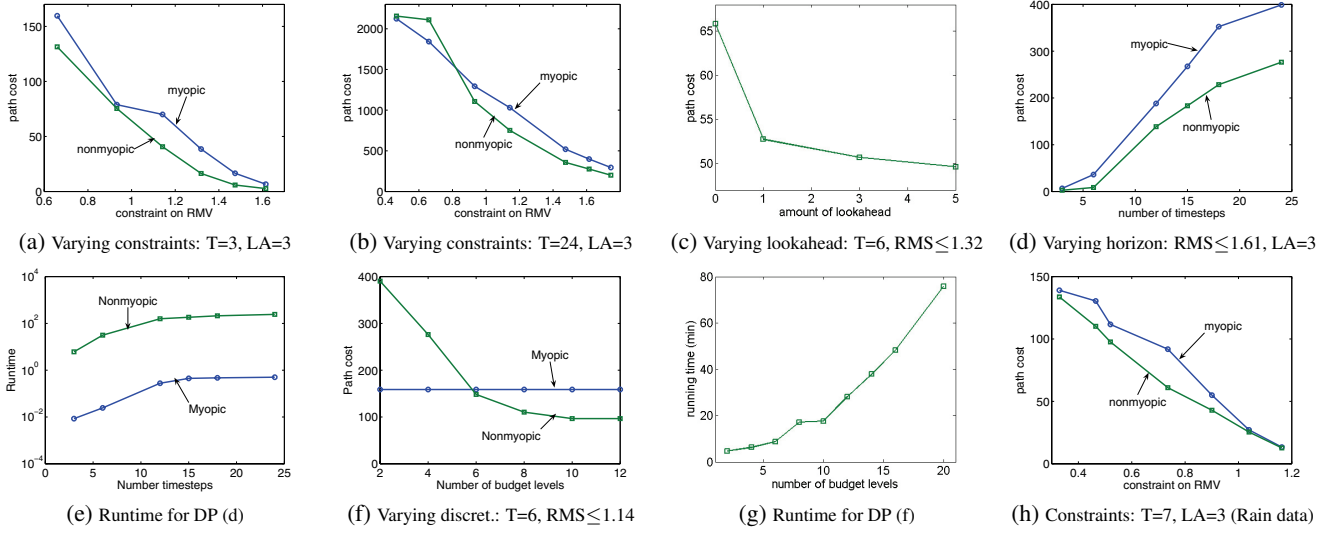 150
100
50
0
path cost
myopic
nonmyopic
0.6 0.8 1 1.2 1.4 1.6
constraint on RMV
(a) Varying constraints: T=3, LA=3
2000
1500
1000
500
0
path cost
myopic
nonmyopic
0.4 0.6 0.8 1 1.2 1.4 1.6
constraint on RMV
(b) Varying constraints: T=24, LA=3
65
60
55
50
path cost
0 1 2 3 4 5
amount of lookahead
(c) Varying lookahead: T=6, RMS≤1.32
400
300
200
100
0
path cost
myopic
nonmyopic
5 10 15 20 25
number of timesteps
(d) Varying horizon: RMS≤1.61, LA=3
10^4
10^2
10^0
10^−2
10^−4
Runtime
Nonmyopic
Myopic
0 5 10 15 20 25
Number timesteps
(e) Runtime for DP (d)
400
300
200
100
0
Path cost
Myopic
Nonmyopic
2 4 6 8 10 12
Number of budget levels
(f) Varying discret.: T=6, RMS≤1.14
80
60
40
20
0
running time (min)
5 10 15 20
number of budget levels
(g) Runtime for DP (f)
150
100
50
0
path cost
myopic
nonmyopic
0.4 0.6 0.8 1 1.2
constraint on RMV
(h) Constraints: T=7, LA=3 (Rain data)